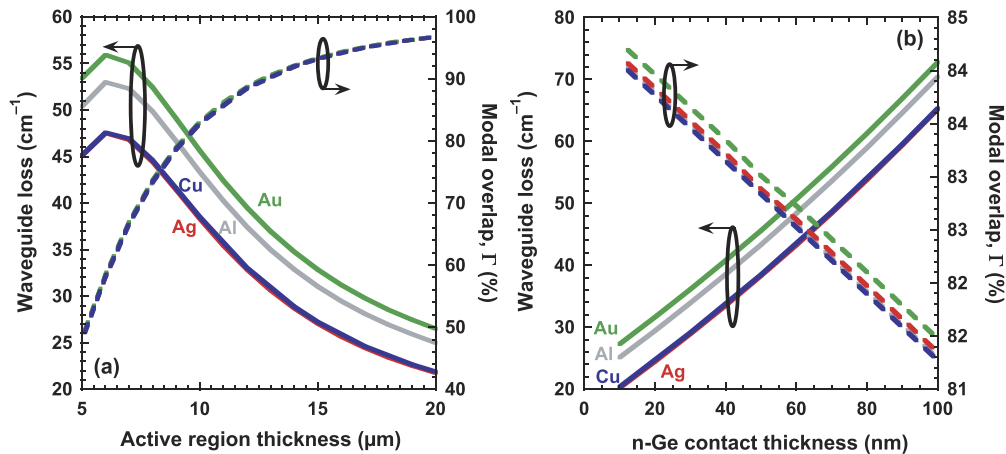 60
55
50
45
40
35
30
25
20
Waveguide loss (cm⁻¹)
5
10
15
20
Active region thickness (µm)
100
90
80
70
60
50
40
Modal overlap, Γ (%)
(a)
Cu
Au
Ag
Al
80
70
60
50
40
30
20
Waveguide loss (cm⁻¹)
0
20
40
60
80
100
n-Ge contact thickness (nm)
85
84
84
83
83
82
82
81
Modal overlap, Γ (%)
(b)
Au
Al
Cu
Ag